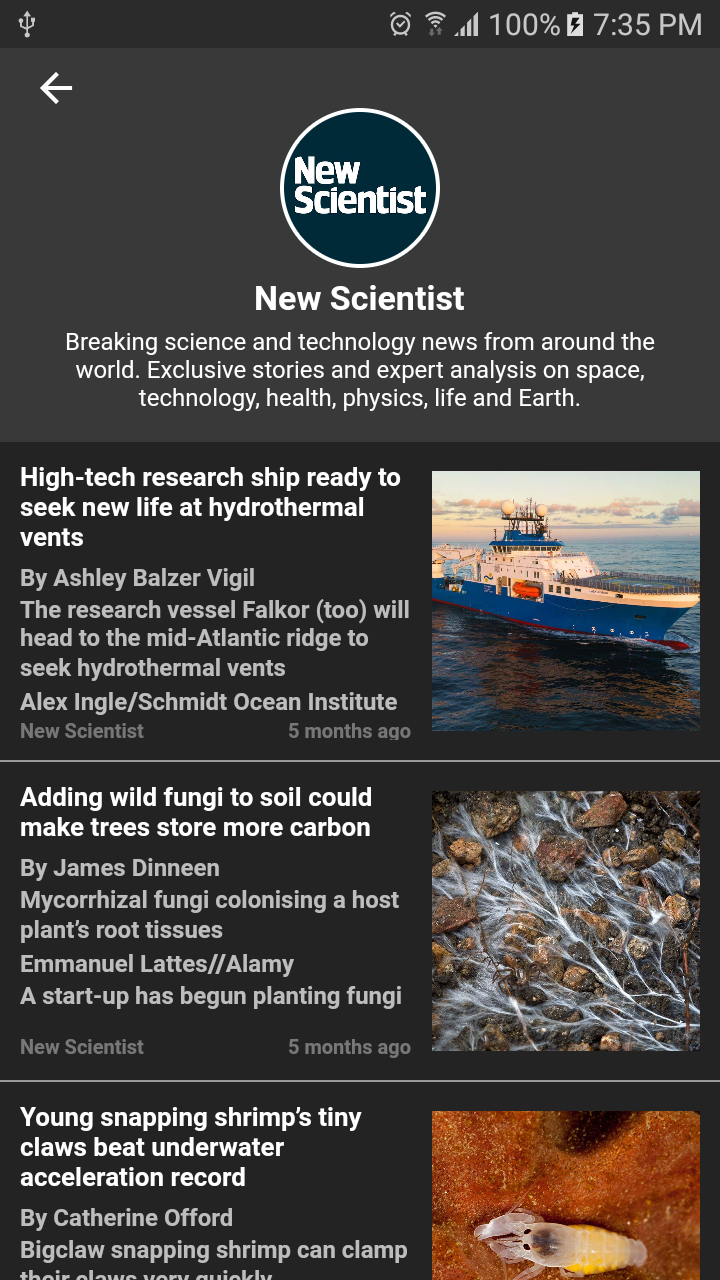 100% 7:35 PM
New
Scientist
New Scientist
Breaking science and technology news from around the
world. Exclusive stories and expert analysis on space,
technology, health, physics, life and Earth.
High-tech research ship ready to
seek new life at hydrothermal
vents
By Ashley Balzer Vigil
The research vessel Falkor (too) will
head to the mid-Atlantic ridge to
seek hydrothermal vents
Alex Ingle/Schmidt Ocean Institute
New Scientist 5 months ago
Adding wild fungi to soil could
make trees store more carbon
By James Dinneen
Mycorrhizal fungi colonising a host
plant’s root tissues
Emmanuel Lattes//Alamy
A start-up has begun planting fungi
New Scientist 5 months ago
Young snapping shrimp’s tiny
claws beat underwater
acceleration record
By Catherine Offord
Bigclaw snapping shrimp can clamp
their claws very quickly